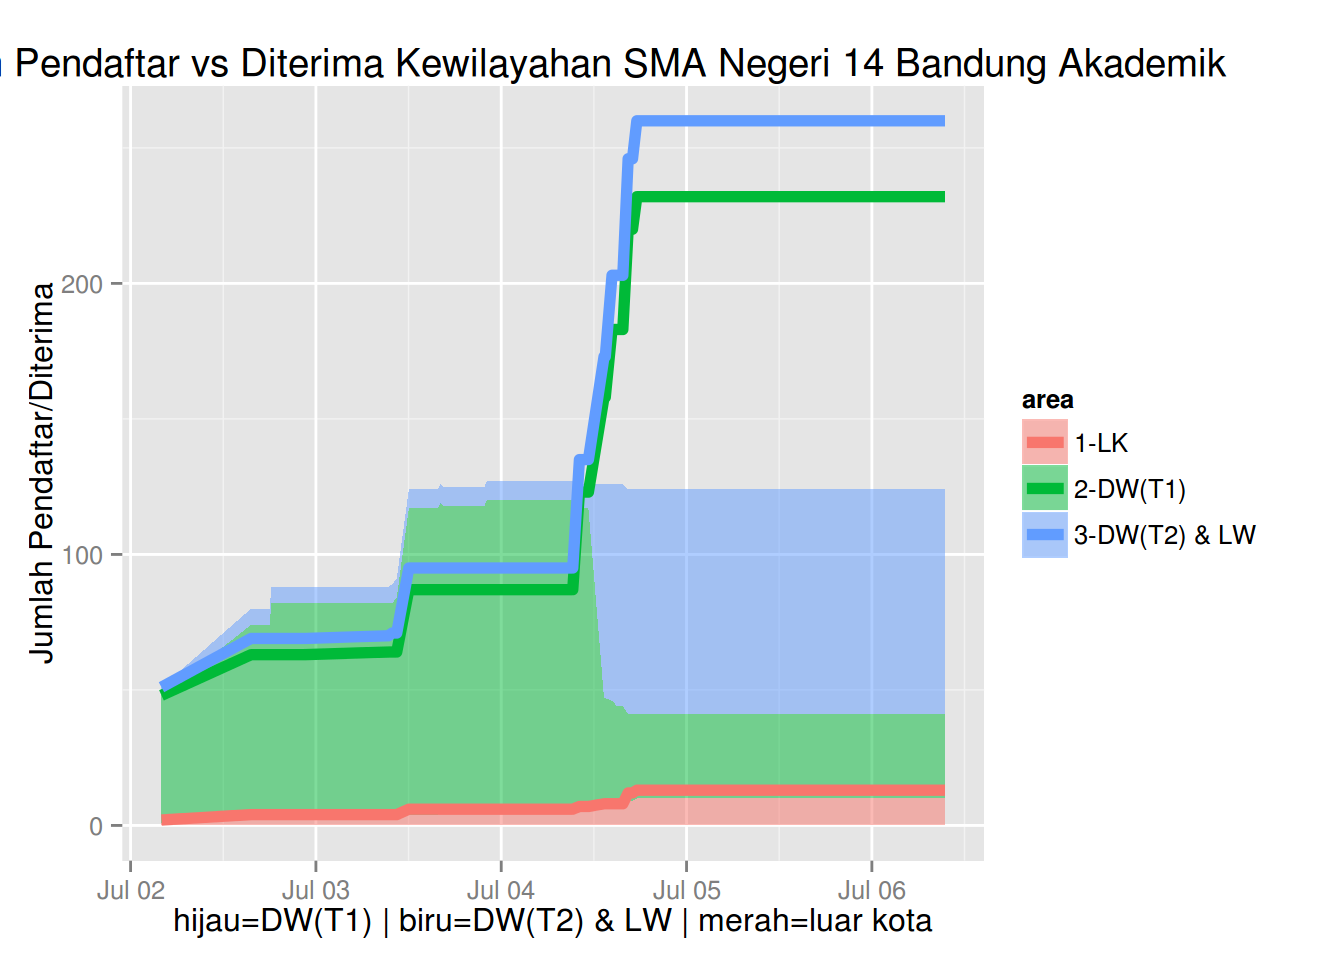 Pendaftar vs Diterima Kewilayahan SMA Negeri 14 Bandung Akademik
Jumlah Pendaftar/Diterima
200
100
0
Jul 02
Jul 03
Jul 04
Jul 05
Jul 06
hijau=DW(T1) | biru=DW(T2) & LW | merah=luar kota
area
1-LK
2-DW(T1)
3-DW(T2) & LW